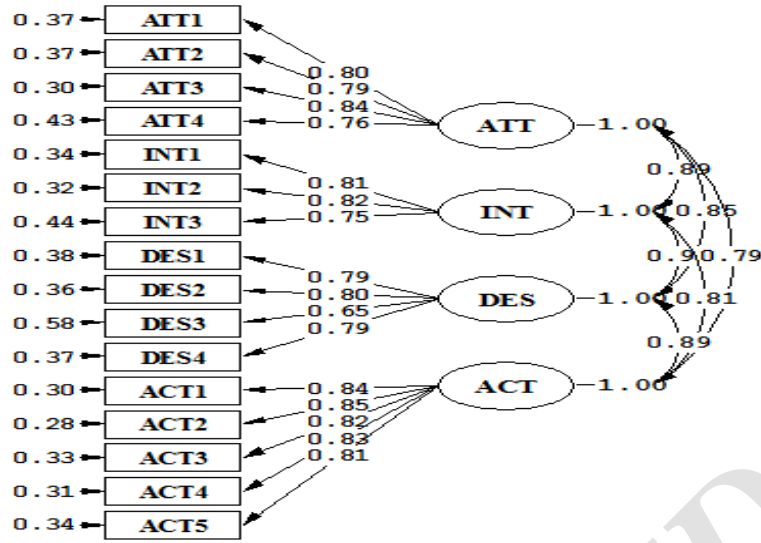 0.37 ATT1
0.37 ATT2
0.30 ATT3
0.43 ATT4
0.34 INT1
0.32 INT2
0.44 INT3
0.38 DES1
0.36 DES2
0.58 DES3
0.37 DES4
0.30 ACT1
0.28 ACT2
0.33 ACT3
0.31 ACT4
0.34 ACT5
0.80
0.79
0.84
0.76
0.81
0.82
0.75
0.79
0.80
0.65
0.79
0.84
0.85
0.82
0.83
0.81
ATT 1.00
INT 1.00
DES 1.00
ACT 1.00
0.89
0.85
0.79
0.81
0.89